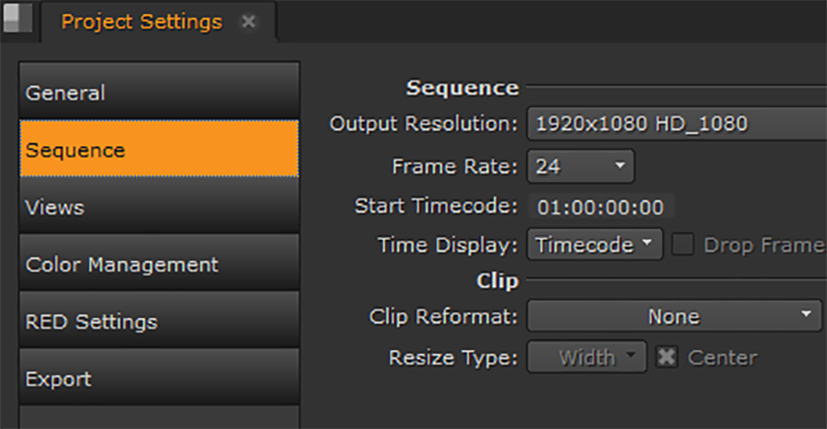 Project Settings
General
Sequence
Views
Color Management
RED Settings
Export
Sequence
Output Resolution: 1920x1080 HD_1080
Frame Rate: 24
Start Timecode: 01:00:00:00
Time Display: Timecode Drop Frame
Clip
Clip Reformat: None
Resize Type: Width Center